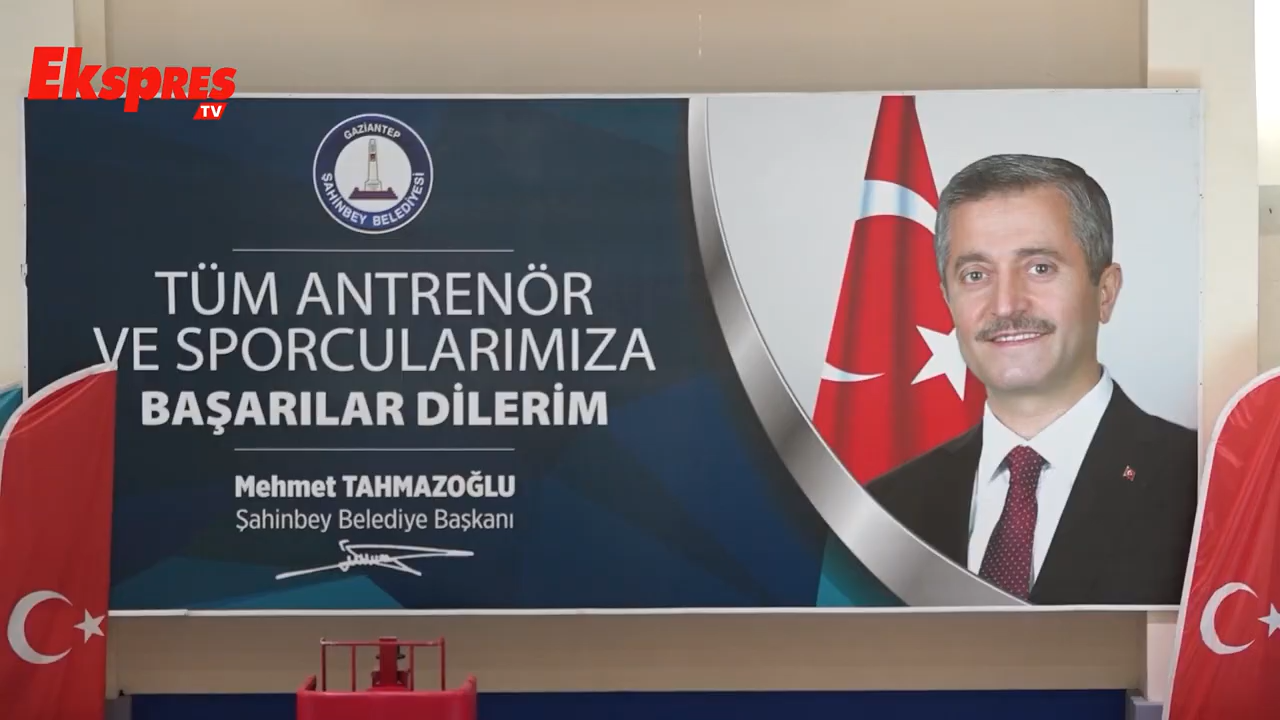 Ekspres
TV
GAZİANTEP
ŞAHİNBEY BELEDİYESİ
TÜM ANTRENÖR
VE SPORCULARIMIZA
BAŞARILAR DİLERİM
Mehmet TAHMAZOĞLU
Şahinbey Belediye Başkanı